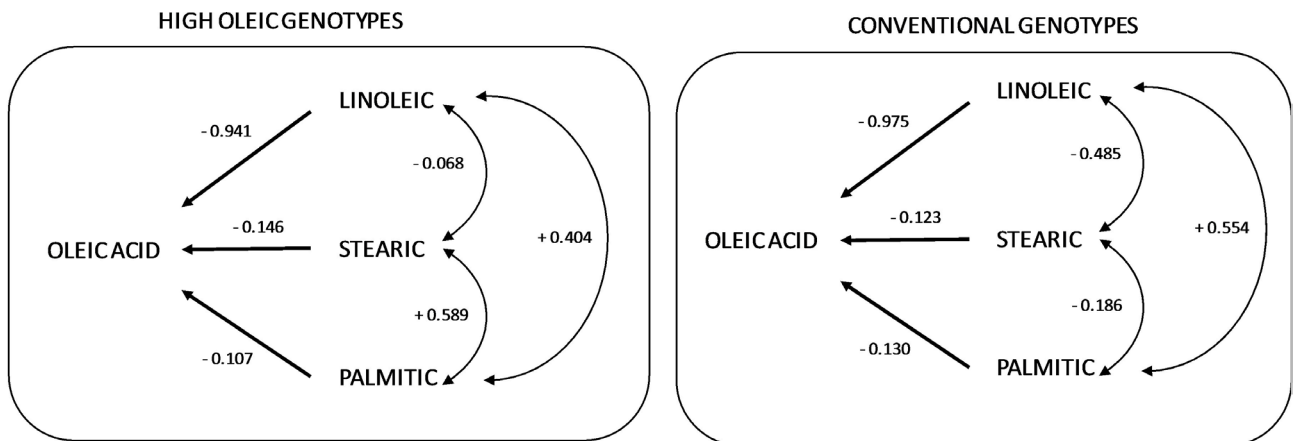 HIGH OLEIC GENOTYPES
LINOLEIC
- 0.941
- 0.068
- 0.146
+ 0.404
OLEIC ACID
STEARIC
+ 0.589
- 0.107
PALMITIC
CONVENTIONAL GENOTYPES
LINOLEIC
- 0.975
- 0.485
- 0.123
+ 0.554
OLEIC ACID
STEARIC
- 0.186
- 0.130
PALMITIC